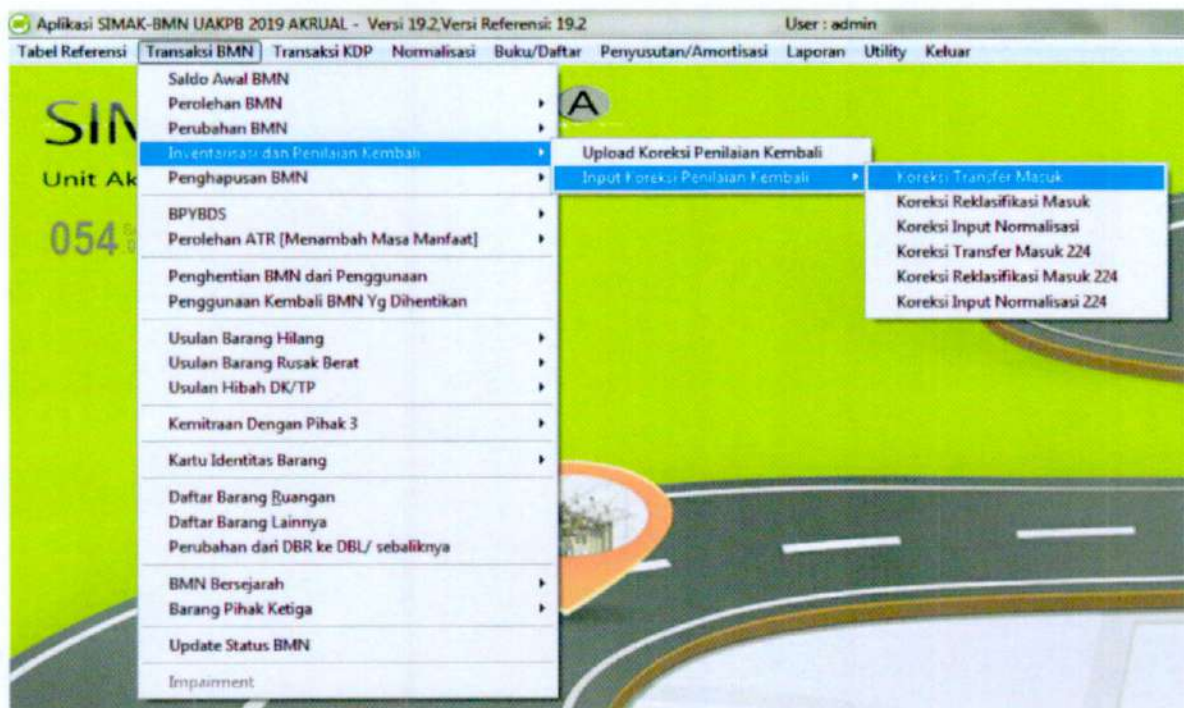 Aplikasi SIMAK-BMN UAKPB 2019 AKRUAL - Versi 19.2,Versi Referensi: 19.2 User : admin
Tabel Referensi Transaksi BMN Transaksi KDP Normalisasi Buku/Daftar Penyusutan/Amortisasi Laporan Utility Keluar
Saldo Awal BMN
Perolehan BMN
Perubahan BMN
Inventarisasi dan Penilaian Kembali
Penghapusan BMN
BPYBDS
Perolehan ATR [Menambah Masa Manfaat]
Penghentian BMN dari Penggunaan
Penggunaan Kembali BMN Yg Dihentikan
Usulan Barang Hilang
Usulan Barang Rusak Berat
Usulan Hibah DK/TP
Kemitraan Dengan Pihak 3
Kartu Identitas Barang
Daftar Barang Ruangan
Daftar Barang Lainnya
Perubahan dari DBR ke DBL/ sebaliknya
BMN Bersejarah
Barang Pihak Ketiga
Update Status BMN
Impairment
Upload Koreksi Penilaian Kembali
Input Koreksi Penilaian Kembali
Koreksi Transfer Masuk
Koreksi Reklasifikasi Masuk
Koreksi Input Normalisasi
Koreksi Transfer Masuk 224
Koreksi Reklasifikasi Masuk 224
Koreksi Input Normalisasi 224
SIM
A
Unit Ak
054